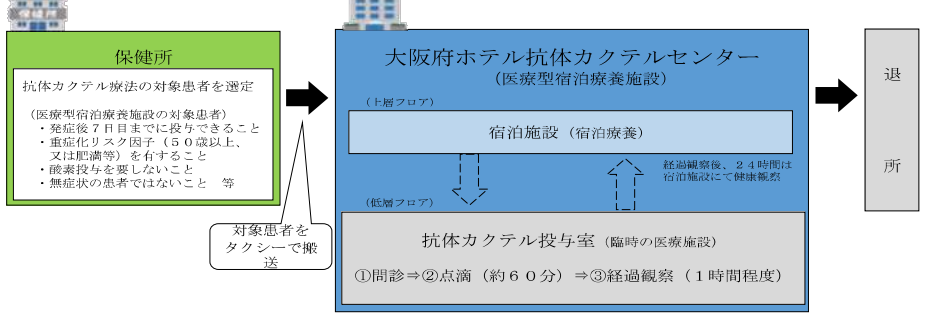 保健所
保健所
抗体カクテル療法の対象患者を選定
（医療型宿泊療養施設の対象患者）
・発症後７日目までに投与できること
・重症化リスク因子（５０歳以上、
又は肥満等）を有すること
・酸素投与を要しないこと
・無症状の患者ではないこと　等
対象患者を
タクシーで搬
送
大阪府ホテル抗体カクテルセンター
（医療型宿泊療養施設）
（上層フロア）
宿泊施設（宿泊療養）
経過観察後、２４時間は
宿泊施設にて健康観察
（低層フロア）
抗体カクテル投与室（臨時の医療施設）
①問診⇒②点滴（約６０分）⇒③経過観察（１時間程度）
退
所